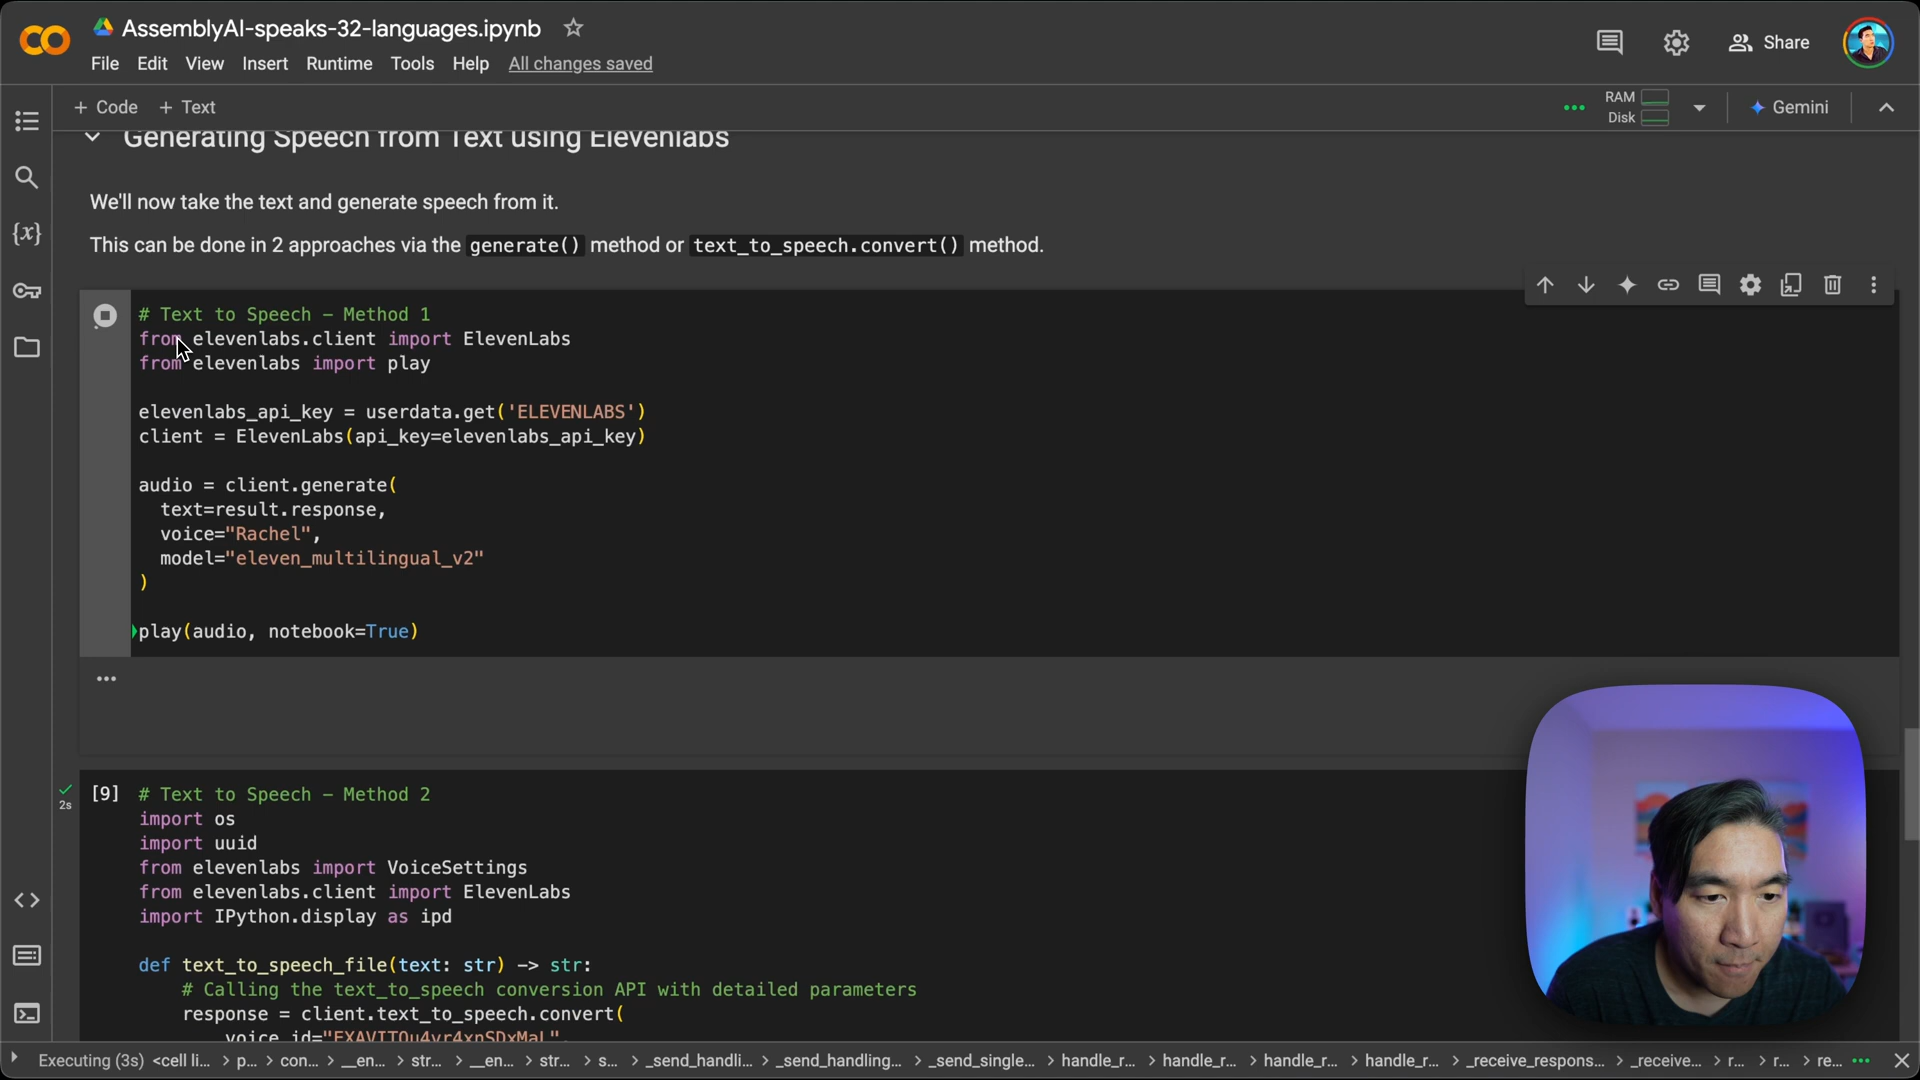 AssemblyAI-speaks-32-languages.ipynb
File Edit View Insert Runtime Tools Help All changes saved
Share
+ Code + Text
RAM
Disk
Gemini
Generating Speech from Text using Elevenlabs
We'll now take the text and generate speech from it.
This can be done in 2 approaches via the generate() method or text_to_speech.convert() method.
# Text to Speech – Method 1
from elevenlabs.client import ElevenLabs
from elevenlabs import play
elevenlabs_api_key = userdata.get('ELEVENLABS')
client = ElevenLabs(api_key=elevenlabs_api_key)
audio = client.generate(
text=result.response,
voice="Rachel",
model="eleven_multilingual_v2"
)
play(audio, notebook=True)
[9]
2s
# Text to Speech – Method 2
import os
import uuid
from elevenlabs import VoiceSettings
from elevenlabs.client import ElevenLabs
import IPython.display as ipd
def text_to_speech_file(text: str) -> str:
# Calling the text_to_speech conversion API with detailed parameters
response = client.text_to_speech.convert(
Executing (3s) <cell li... > p... > con... > __en... > str... > __en... > str... > s... > _send_handli... > _send_handling... > _send_single... > handle_r... > handle_r... > handle_r... > handle_r... > _receive_respons... > _receive... > r... > r... > re...